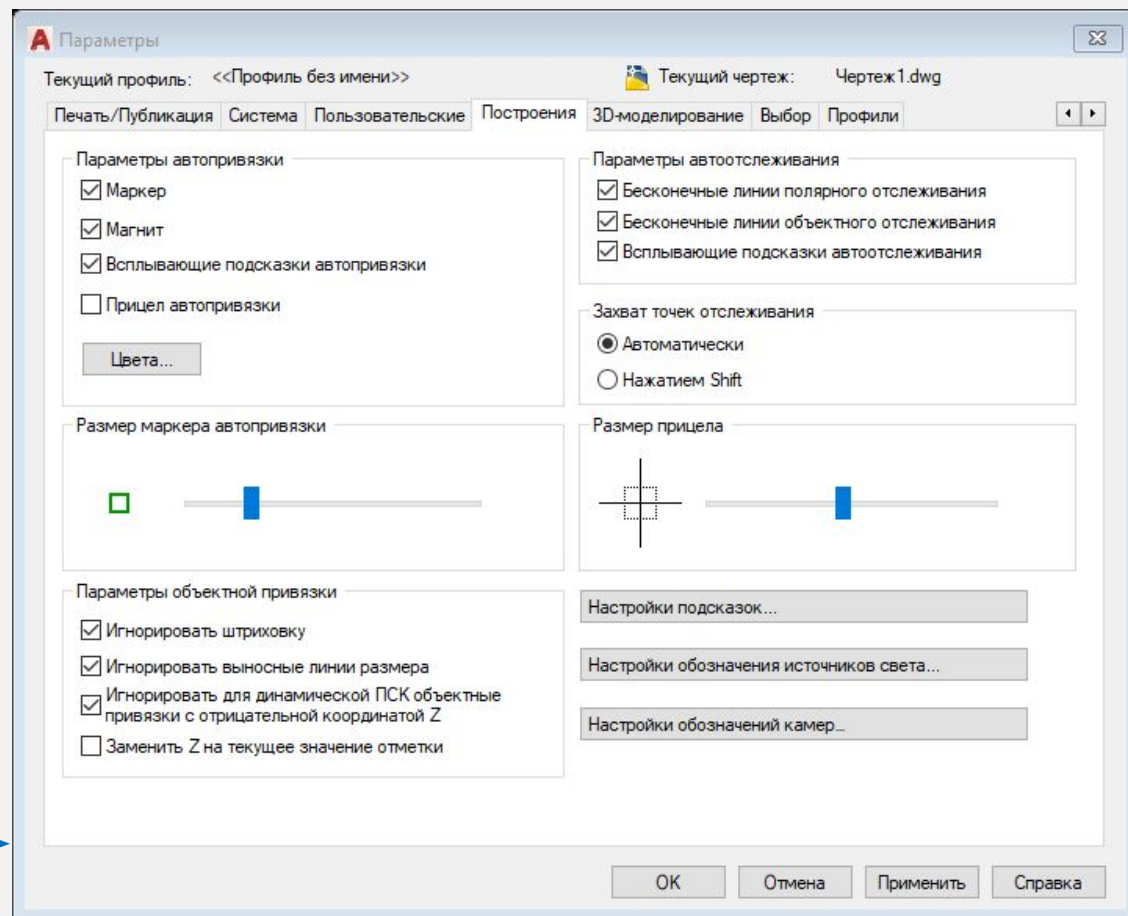 Параметры
Текущий профиль: <<Профиль без имени>> Текущий чертеж: Чертеж1.dwg
Печать/Публикация Система Пользовательские Построения 3D-моделирование Выбор Профили
Параметры автопривязки
Маркер
Магнит
Всплывающие подсказки автопривязки
Прицел автопривязки
Цвета...
Параметры автоотслеживания
Бесконечные линии полярного отслеживания
Бесконечные линии объектного отслеживания
Всплывающие подсказки автоотслеживания
Захват точек отслеживания
Автоматически
Нажатием Shift
Размер маркера автопривязки
Размер прицела
Параметры объектной привязки
Игнорировать штриховку
Игнорировать выносные линии размера
Игнорировать для динамической ПСК объектные
привязки с отрицательной координатой Z
Заменить Z на текущее значение отметки
Настройки подсказок...
Настройки обозначения источников света...
Настройки обозначений камер...
OK Отмена Применить Справка